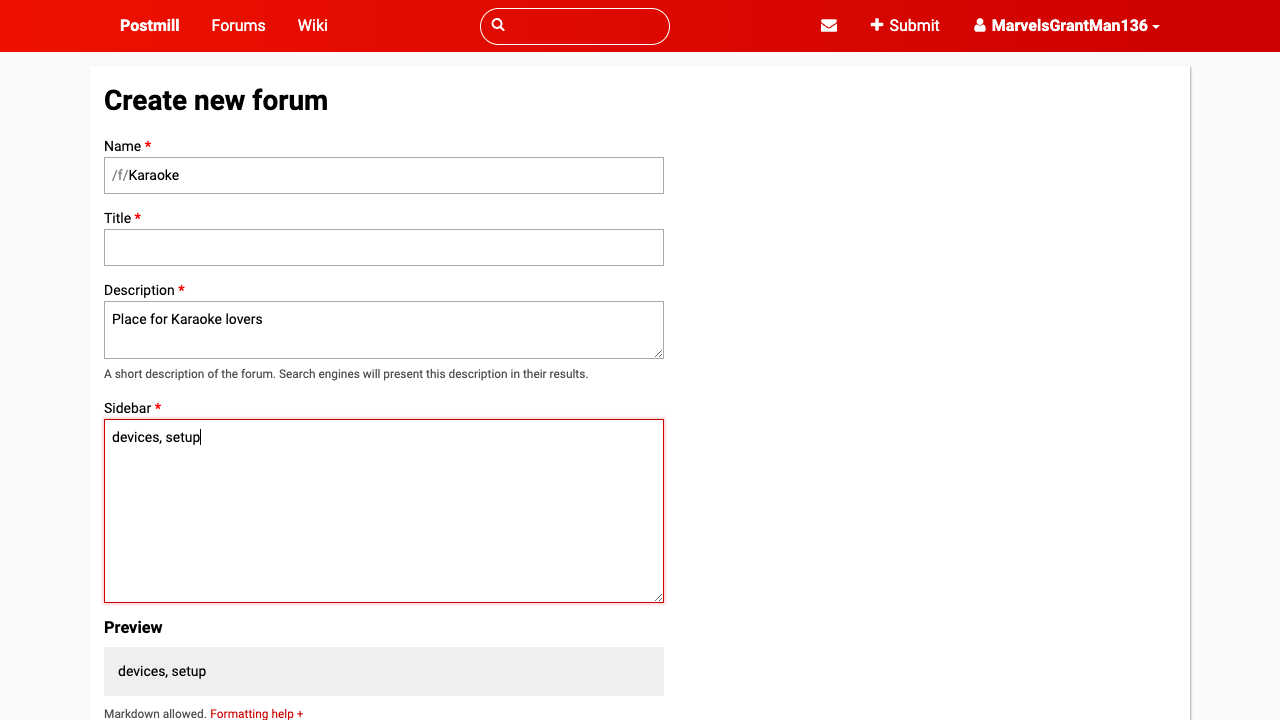 Postmill Forums Wiki Submit MarvelsGrantMan136
Create new forum
Name *
/f/Karaoke
Title *
Description *
Place for Karaoke lovers
A short description of the forum. Search engines will present this description in their results.
Sidebar *
devices, setup
Preview
devices, setup
Markdown allowed. Formatting help +